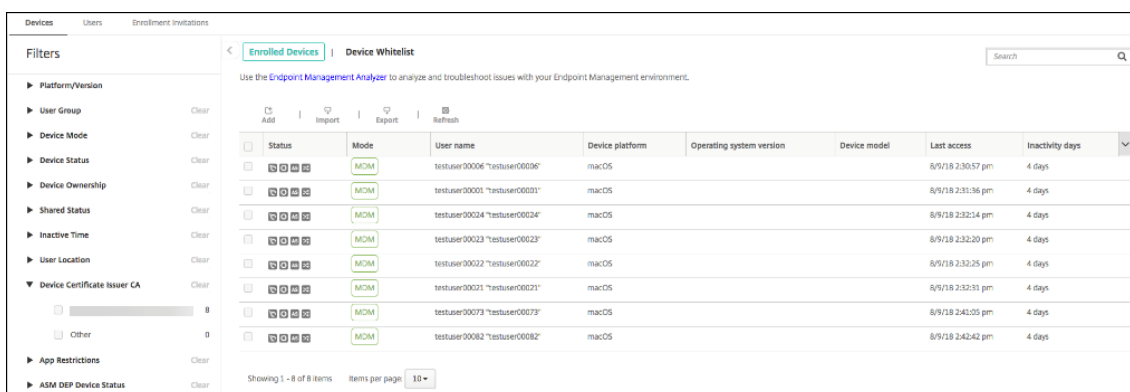 Devices Users Enrollment Invitations
Filters
Platform/Version
User Group Clear
Device Mode Clear
Device Status Clear
Device Ownership Clear
Shared Status Clear
Inactive Time Clear
User Location Clear
Device Certificate Issuer CA Clear
8
Other 0
App Restrictions Clear
ASM DEP Device Status Clear
Enrolled Devices | Device Whitelist
Search
Use the Endpoint Management Analyzer to analyze and troubleshoot issues with your Endpoint Management environment.
Add | Import | Export | Refresh
Status Mode User name Device platform Operating system version Device model Last access Inactivity days
MDM testuser00006 "testuser00006" macOS 8/9/18 2:30:57 pm 4 days
MDM testuser00001 "testuser00001" macOS 8/9/18 2:31:36 pm 4 days
MDM testuser00024 "testuser00024" macOS 8/9/18 2:32:14 pm 4 days
MDM testuser00023 "testuser00023" macOS 8/9/18 2:32:20 pm 4 days
MDM testuser00022 "testuser00022" macOS 8/9/18 2:32:25 pm 4 days
MDM testuser00021 "testuser00021" macOS 8/9/18 2:32:31 pm 4 days
MDM testuser00073 "testuser00073" macOS 8/9/18 2:41:05 pm 4 days
MDM testuser00082 "testuser00082" macOS 8/9/18 2:42:42 pm 4 days
Showing 1 - 8 of 8 items Items per page: 10